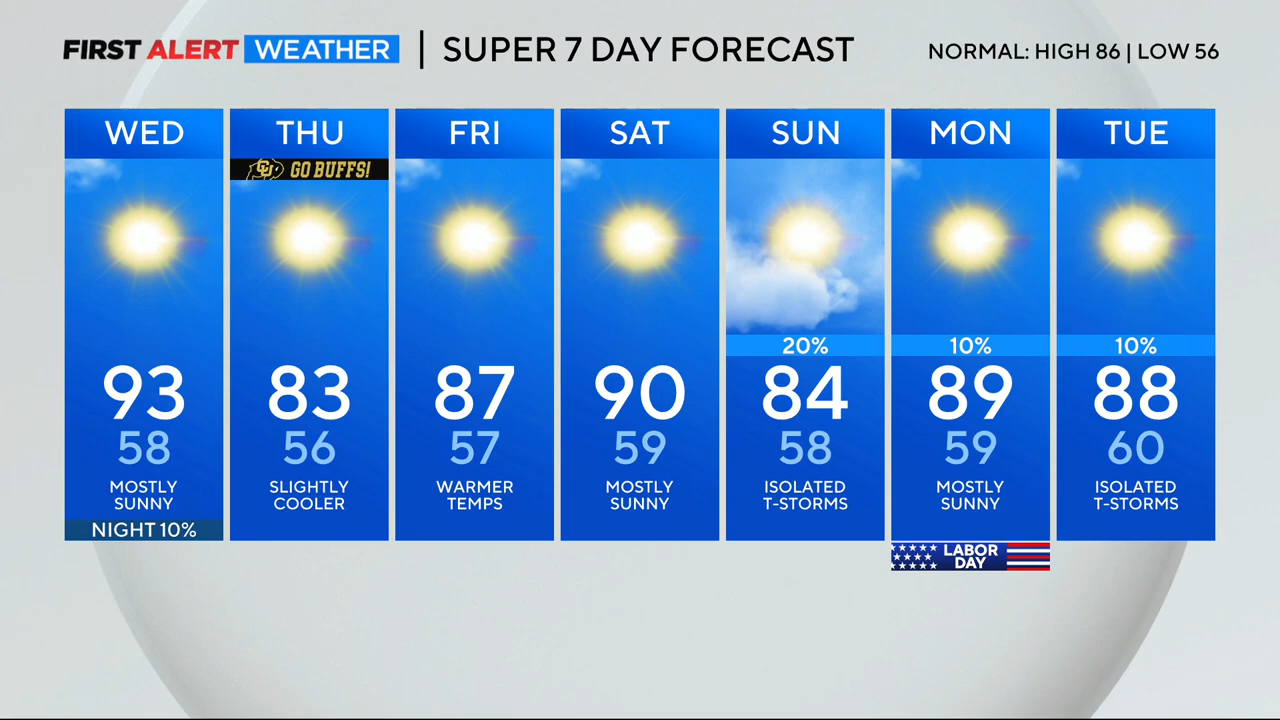 FIRST ALERT WEATHER | SUPER 7 DAY FORECAST
NORMAL: HIGH 86 | LOW 56
WED
93
58
MOSTLY
SUNNY
NIGHT 10%
THU
CU GO BUFFS!
83
56
SLIGHTLY
COOLER
FRI
87
57
WARMER
TEMPS
SAT
90
59
MOSTLY
SUNNY
SUN
20%
84
58
ISOLATED
T-STORMS
MON
10%
89
59
MOSTLY
SUNNY
LABOR
DAY
TUE
10%
88
60
ISOLATED
T-STORMS